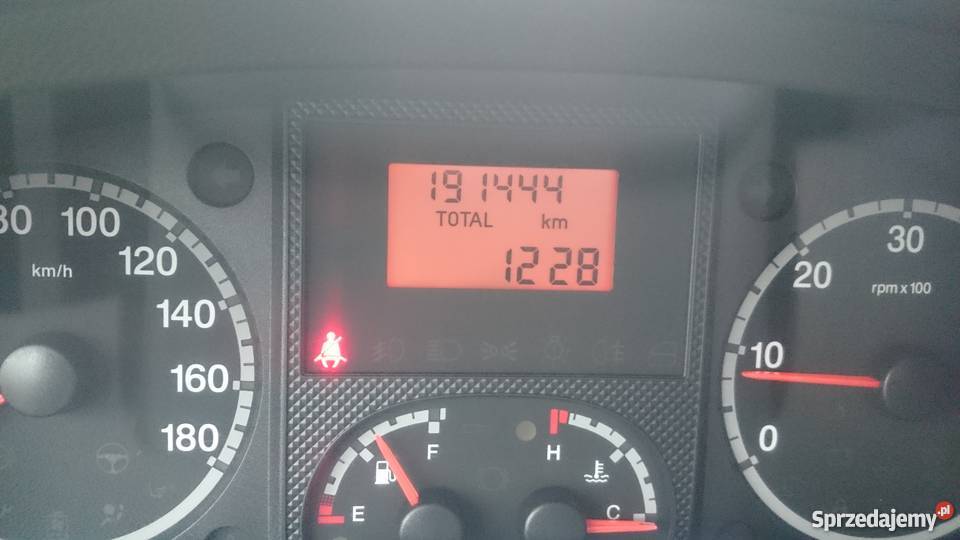 191444
TOTAL km
1228
80 100 120 140 160 180
km/h
0 10 20 30
rpm x 100
E F
H C
Sprzedajemy.pl